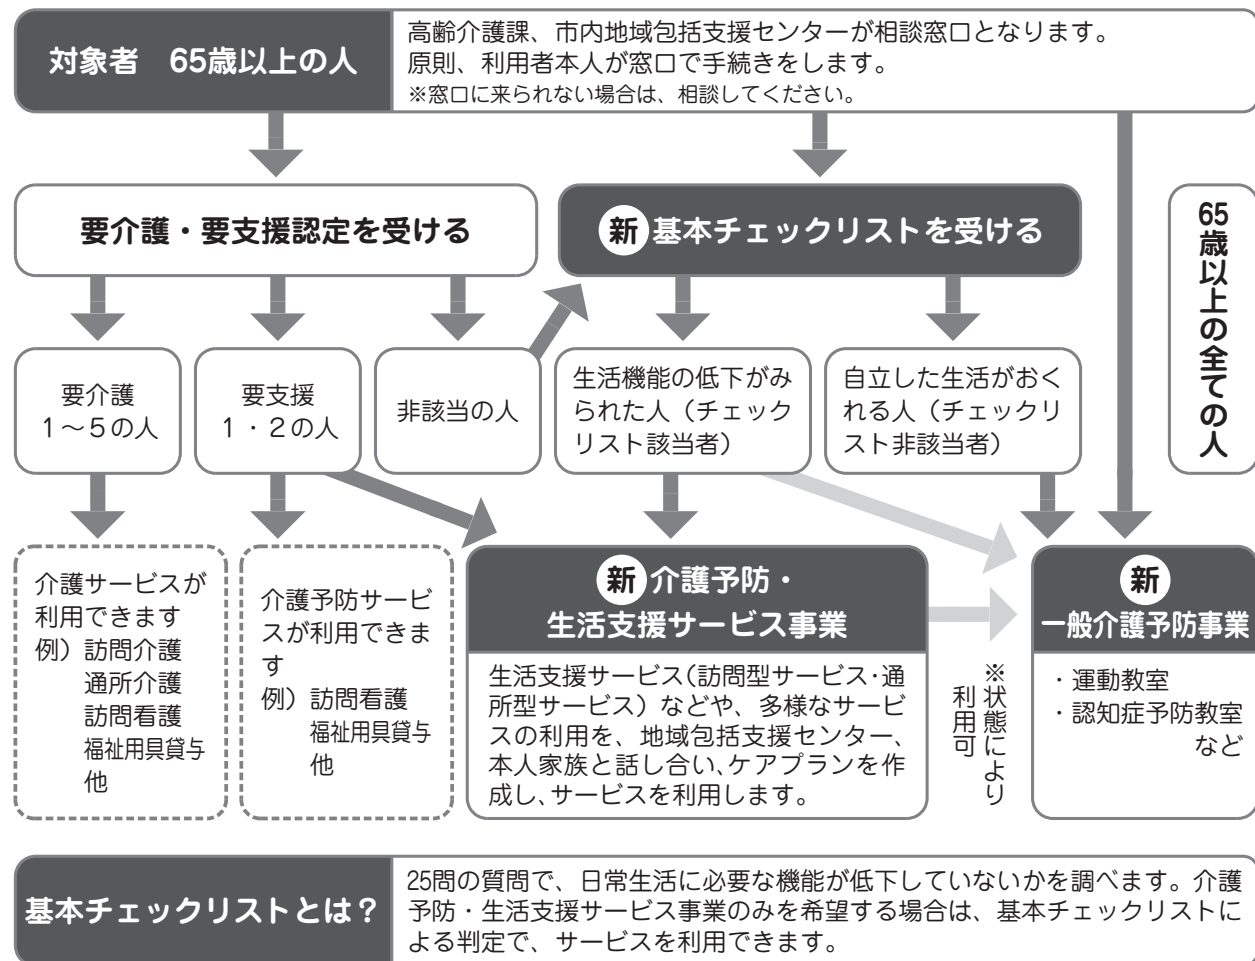 対象者　65歳以上の人
高齢介護課、市内地域包括支援センターが相談窓口となります。
原則、利用者本人が窓口で手続きをします。
※窓口に来られない場合は、相談してください。
要介護・要支援認定を受ける
新 基本チェックリストを受ける
65歳以上の全ての人
要介護
１～５の人
要支援
１・２の人
非該当の人
生活機能の低下がみ
られた人（チェック
リスト該当者）
自立した生活がおく
れる人（チェックリ
スト非該当者）
介護サービスが
利用できます
例）訪問介護
通所介護
訪問看護
福祉用具貸与
他
介護予防サービ
スが利用できま
す
例）訪問看護
福祉用具貸与
他
新 介護予防・
生活支援サービス事業
生活支援サービス（訪問型サービス・通
所型サービス）などや、多様なサービ
スの利用を、地域包括支援センター、
本人家族と話し合い、ケアプランを作
成し、サービスを利用します。
※状態により
利用可
新
一般介護予防事業
・運動教室
・認知症予防教室
など
基本チェックリストとは？
25問の質問で、日常生活に必要な機能が低下していないかを調べます。介護
予防・生活支援サービス事業のみを希望する場合は、基本チェックリストに
よる判定で、サービスを利用できます。